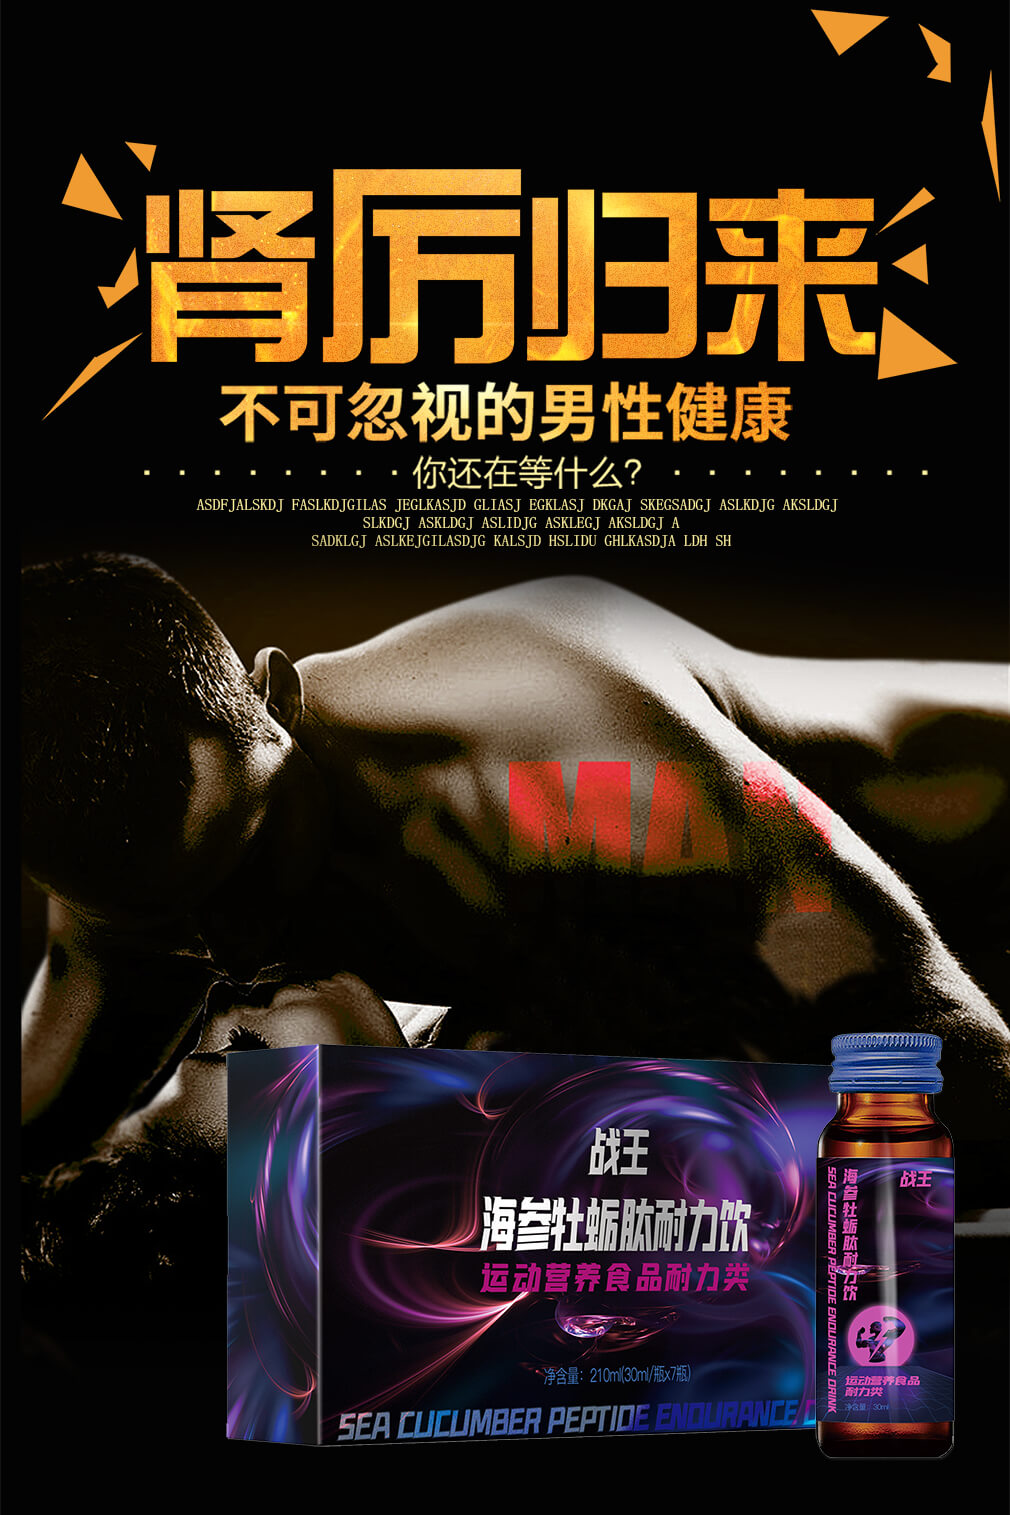 肾厉归来
不可忽视的男性健康
你还在等什么？
ASDFJALSKDJ FASLKDJGILAS JEGLKASJD GLIASJ EGKLASJ DKGAJ SKEGSADGJ ASLKDJG AKSLDGJ
SLKDGJ ASKLDGJ ASLIDJG ASKLEGJ AKSLDGJ A
SADKLGJ ASLKEJGILASDJG KALSJD HSLIDU GHLKASDJA LDH SH
MAN
战王
海参牡蛎肽耐力饮
运动营养食品耐力类
净含量：210ml(30ml/瓶x7瓶)
SEA CUCUMBER PEPTIDE ENDURANCE
战王
海参牡蛎肽耐力饮
SEA CUCUMBER PEPTIDE ENDURANCE DRINK
运动营养食品
耐力类
净含量：30ml